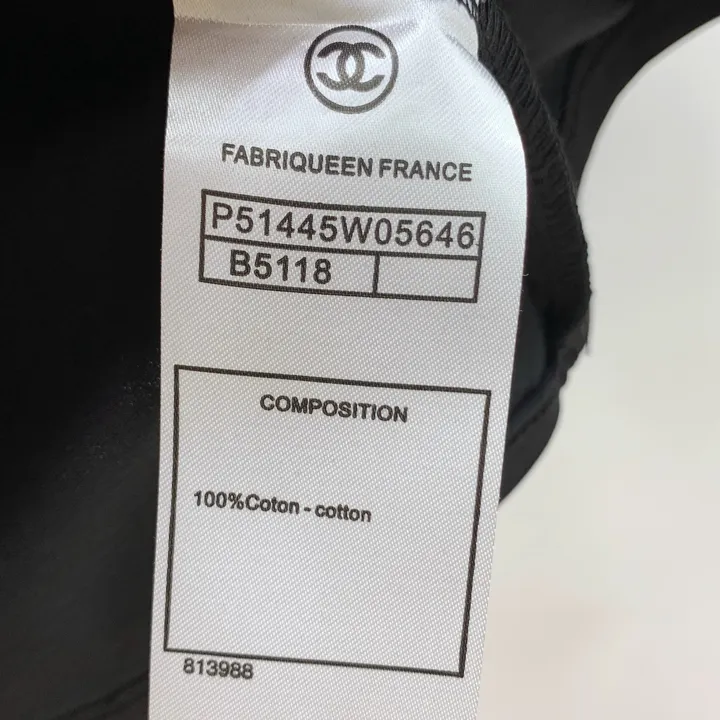 FABRIQUEEN FRANCE
P51445W05646
B5118
COMPOSITION
100%Coton - cotton
813988